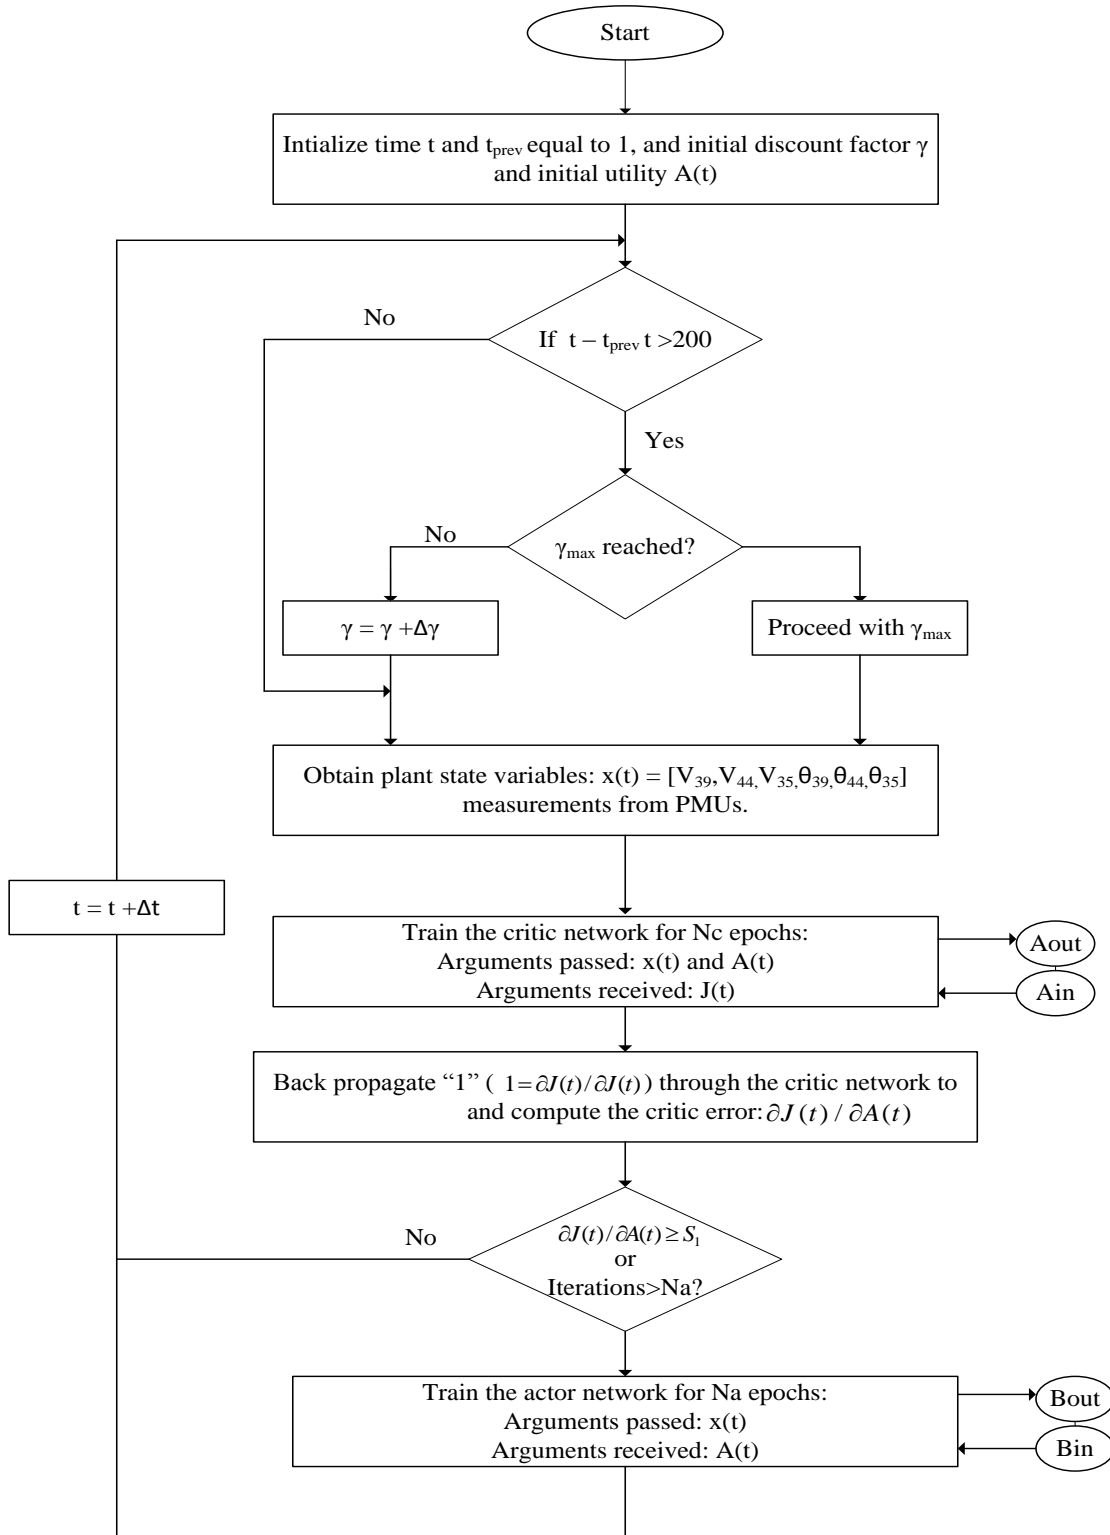 Start
Intialize time t and tprev equal to 1, and initial discount factor γ
and initial utility A(t)
No
If t – tprev t >200
Yes
No
γmax reached?
γ = γ +Δγ
Proceed with γmax
Obtain plant state variables: x(t) = [V39,V44,V35,θ39,θ44,θ35]
measurements from PMUs.
t = t +Δt
Train the critic network for Nc epochs:
Arguments passed: x(t) and A(t)
Arguments received: J(t)
Aout
Ain
Back propagate “1” ( 1=∂J(t)/∂J(t)) through the critic network to
and compute the critic error:∂J(t)/∂A(t)
No
∂J(t)/∂A(t)≥S1
or
Iterations>Na?
Train the actor network for Na epochs:
Arguments passed: x(t)
Arguments received: A(t)
Bout
Bin